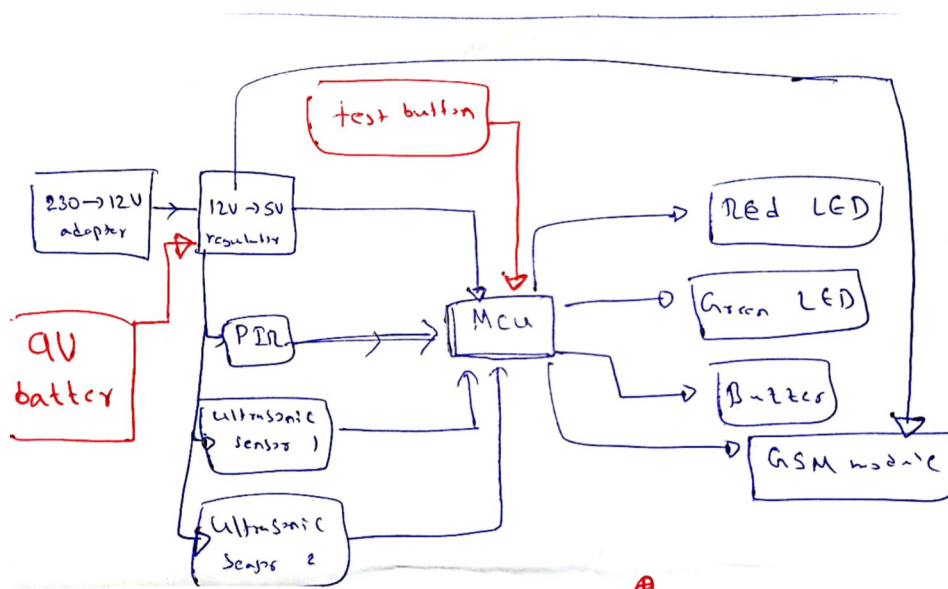 test button
230→12V
adapter
12V→5V
regulator
Red LED
Green LED
MCU
PIR
9V
batter
ultrasonic
sensor 1
Buzzer
GSM module
ultrasonic
sensor 2